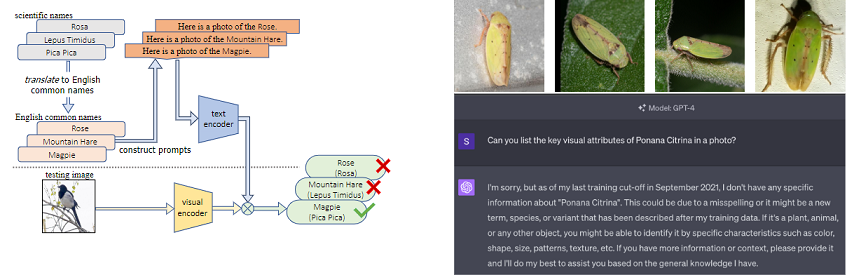 scientific names
Rosa
Lepus Timidus
Pica Pica
translate to English
common names
English common names
Rose
Mountain Hare
Magpie
Here is a photo of the Rose.
Here is a photo of the Mountain Hare.
Here is a photo of the Magpie.
construct prompts
text
encoder
testing image
visual
encoder
Rose
(Rosa)
Mountain Hare
(Lepus Timidus)
Magpie
(Pica Pica)
Model: GPT-4
S
Can you list the key visual attributes of Ponana Citrina in a photo?
I'm sorry, but as of my last training cut-off in September 2021, I don't have any specific
information about "Ponana Citrina". This could be due to a misspelling or it might be a new
term, species, or variant that has been described after my training data. If it's a plant, animal,
or any other object, you might be able to identify it by specific characteristics such as color,
shape, size, patterns, texture, etc. If you have more information or context, please provide it
and I'll do my best to assist you based on the general knowledge I have.